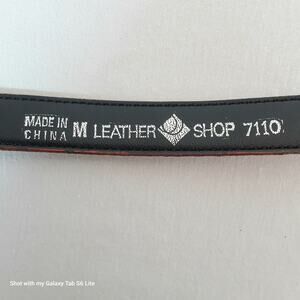 MADE IN
CHINA
M LEATHER SHOP 7110
Shot with my Galaxy Tab S6 Lite